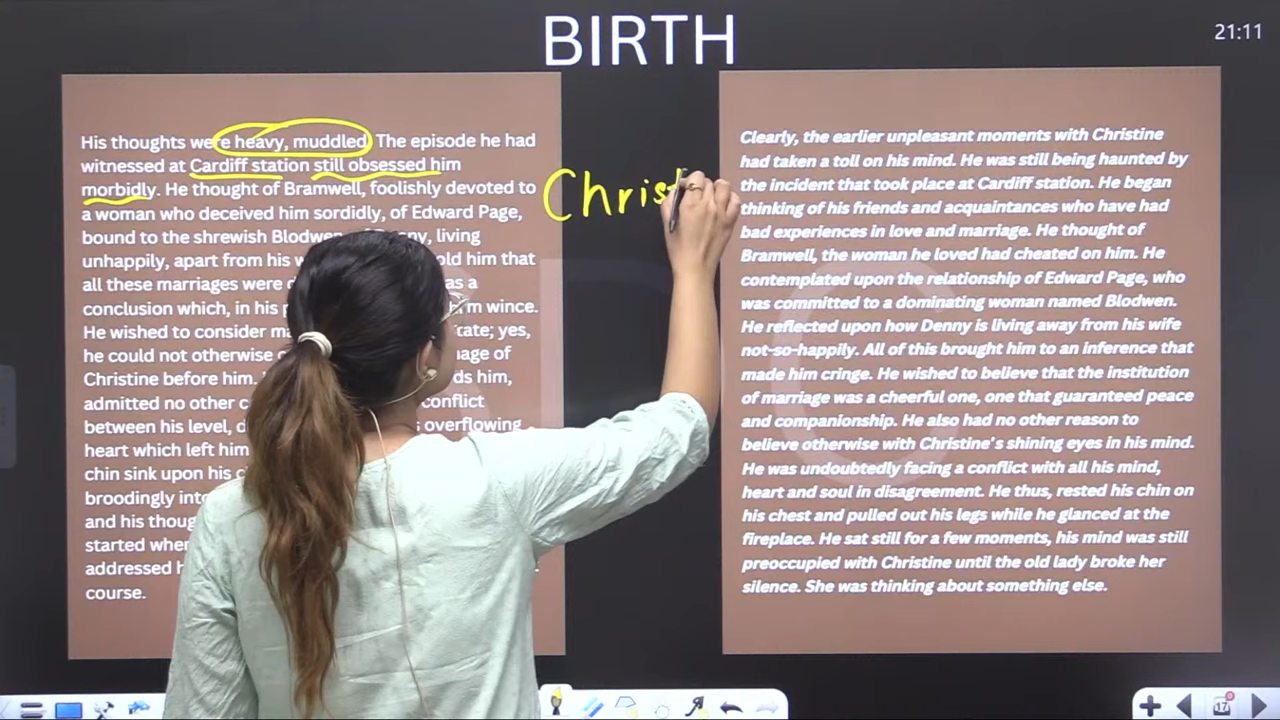 BIRTH
21:11
His thoughts were heavy, muddled. The episode he had
witnessed at Cardiff station still obsessed him
morbidly. He thought of Bramwell, foolishly devoted to
a woman who deceived him sordidly, of Edward Page,
bound to the shrewish Blodwen, of Denny, living
unhappily, apart from his told him that
all these marriages were as a
conclusion which, in his wince.
He wished to consider yes,
he could not otherwise of
Christine before him. him,
admitted no other conflict
between his level, overflowing
heart which left him
chin sink upon his
broodingly
and his
started
addressed
course.
Christ
Clearly, the earlier unpleasant moments with Christine
had taken a toll on his mind. He was still being haunted by
the incident that took place at Cardiff station. He began
thinking of his friends and acquaintances who have had
bad experiences in love and marriage. He thought of
Bramwell, the woman he loved had cheated on him. He
contemplated upon the relationship of Edward Page, who
was committed to a dominating woman named Blodwen.
He reflected upon how Denny is living away from his wife
not-so-happily. All of this brought him to an inference that
made him cringe. He wished to believe that the institution
of marriage was a cheerful one, one that guaranteed peace
and companionship. He also had no other reason to
believe otherwise with Christine's shining eyes in his mind.
He was undoubtedly facing a conflict with all his mind,
heart and soul in disagreement. He thus, rested his chin on
his chest and pulled out his legs while he glanced at the
fireplace. He sat still for a few moments, his mind was still
preoccupied with Christine until the old lady broke her
silence. She was thinking about something else.
17